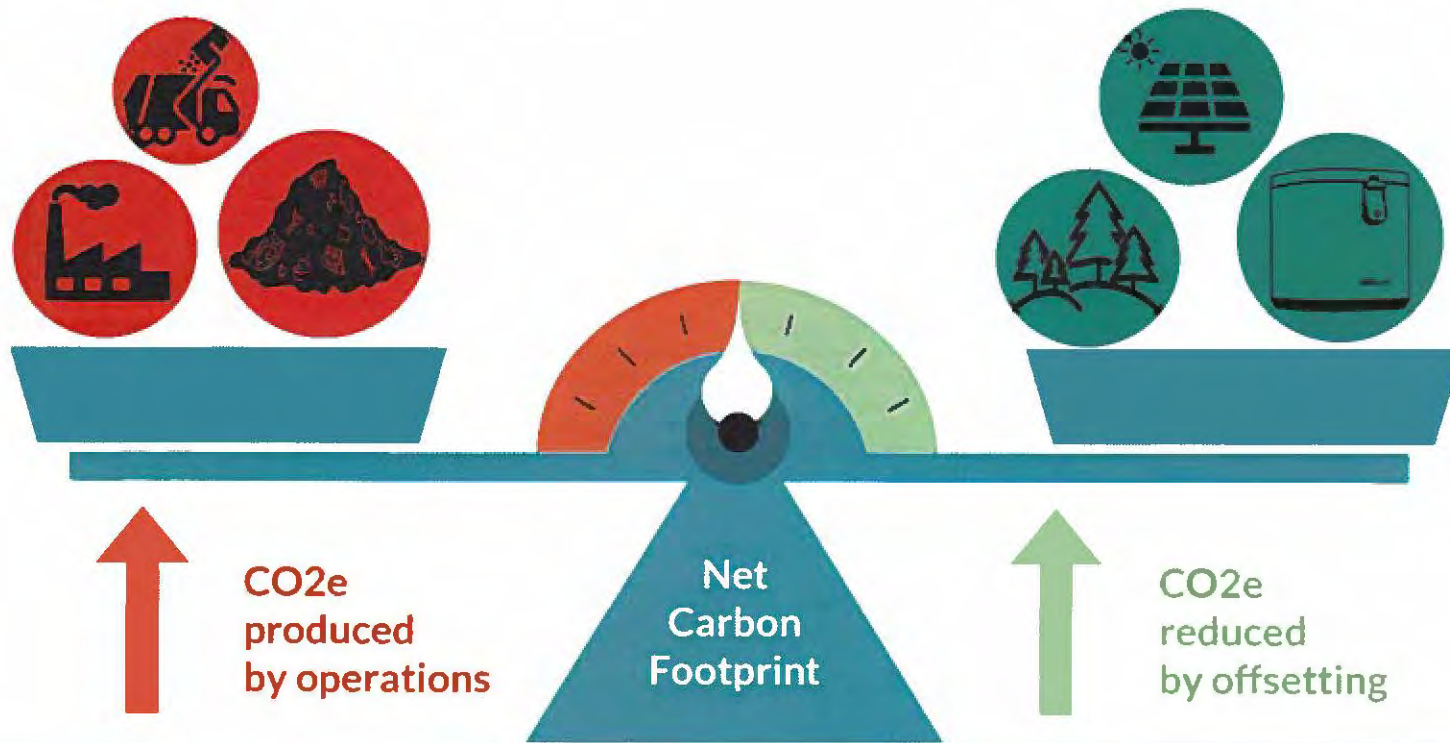 CO2e
produced
by operations
Net
Carbon
Footprint
CO2e
reduced
by offsetting